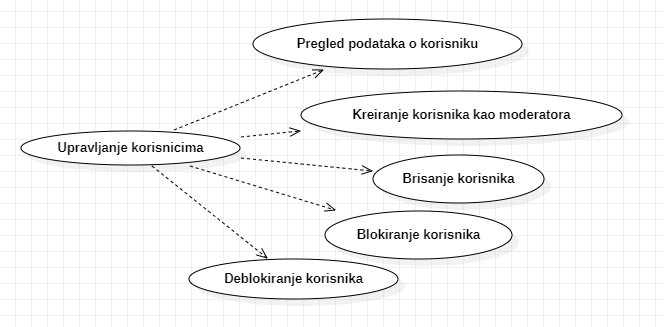 Pregled podataka o korisniku
Kreiranje korisnika kao moderatora
Upravljanje korisnicima
Brisanje korisnika
Blokiranje korisnika
Deblokiranje korisnika